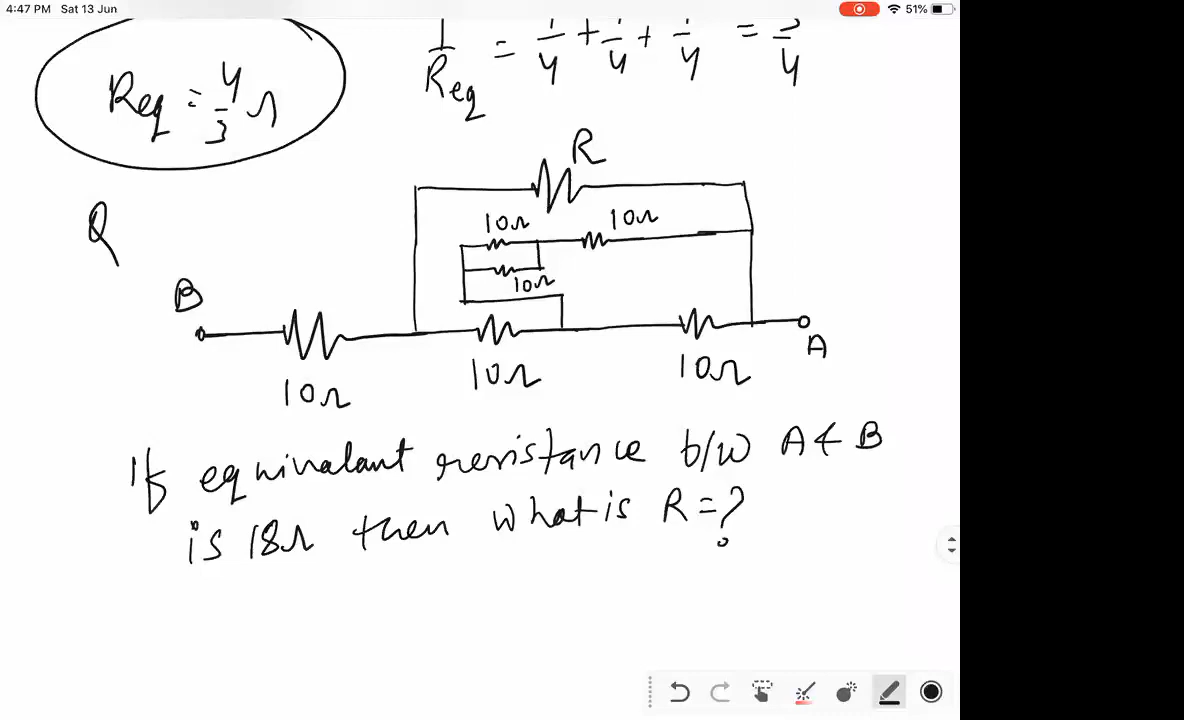 4:47 PM Sat 13 Jun
51%
Req = 4/3 Ω
1/Req = 1/4 + 1/4 + 1/4 = 3/4
Q
R
10Ω 10Ω
10Ω
B
A
10Ω 10Ω 10Ω
If equivalant resistance b/w A & B
is 18Ω then what is R = ?